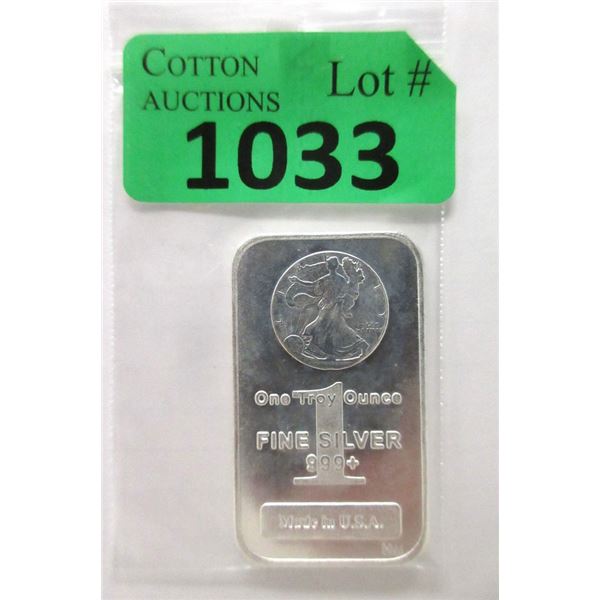 COTTON
AUCTIONS
Lot #
1033
One Troy Ounce
1
FINE SILVER
999+
Made in U.S.A.